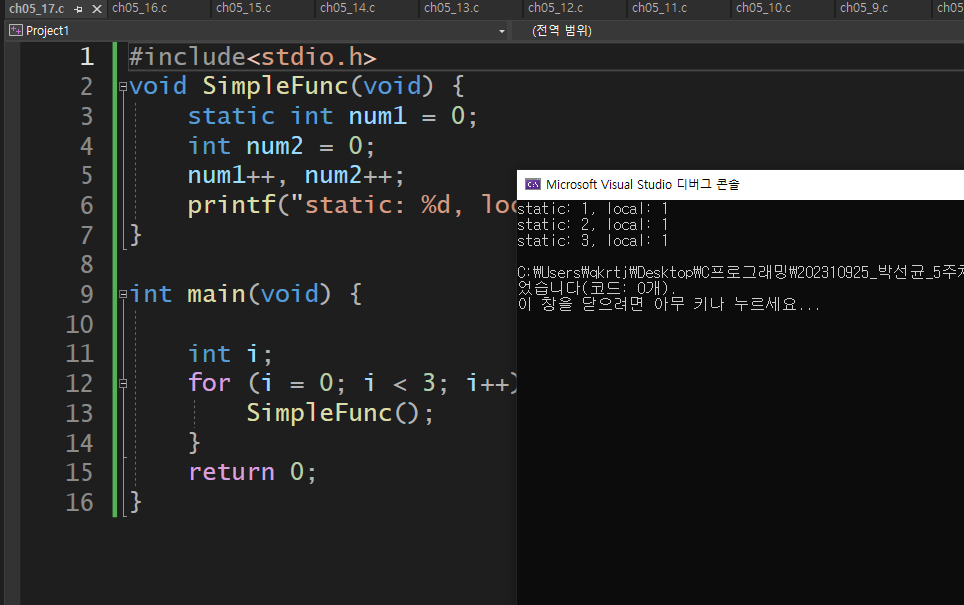 ch05_17.c ch05_16.c ch05_15.c ch05_14.c ch05_13.c ch05_12.c ch05_11.c ch05_10.c ch05_9.c ch05
Project1 (전역 범위)
1 #include<stdio.h>
2 void SimpleFunc(void) {
3 static int num1 = 0;
4 int num2 = 0;
5 num1++, num2++;
6 printf("static: %d, loc
7 }
8
9 int main(void) {
10
11 int i;
12 for (i = 0; i < 3; i++)
13 SimpleFunc();
14 }
15 return 0;
16 }
Microsoft Visual Studio 디버그 콘솔
static: 1, local: 1
static: 2, local: 1
static: 3, local: 1
C:₩Users₩qkrtj₩Desktop₩C프로그래밍₩202310925_박선균_5주차
었습니다(코드: 0개).
이 창을 닫으려면 아무 키나 누르세요...